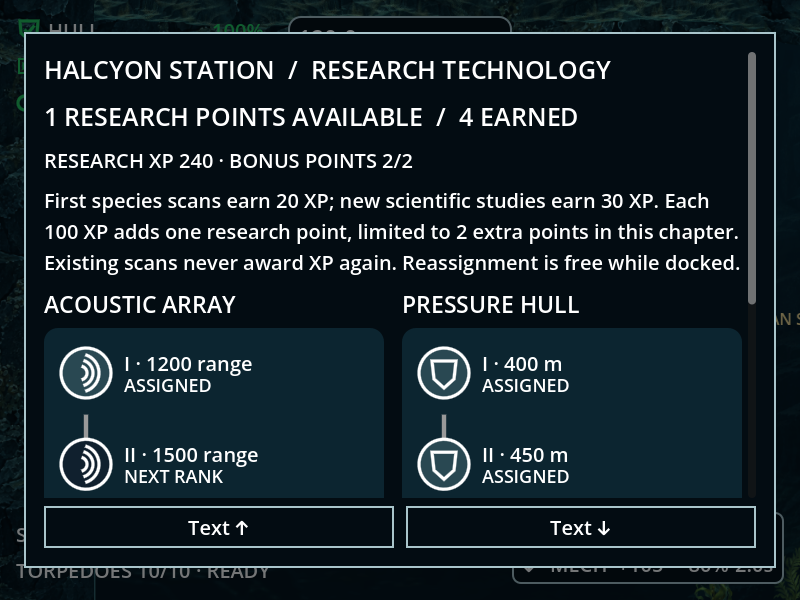 HULL 100%
HALCYON STATION / RESEARCH TECHNOLOGY
1 RESEARCH POINTS AVAILABLE / 4 EARNED
RESEARCH XP 240 · BONUS POINTS 2/2
First species scans earn 20 XP; new scientific studies earn 30 XP. Each
100 XP adds one research point, limited to 2 extra points in this chapter.
Existing scans never award XP again. Reassignment is free while docked.
ACOUSTIC ARRAY
I · 1200 range
ASSIGNED
II · 1500 range
NEXT RANK
PRESSURE HULL
I · 400 m
ASSIGNED
II · 450 m
ASSIGNED
Text ↑
Text ↓
TORPEDOES 10/10 · READY